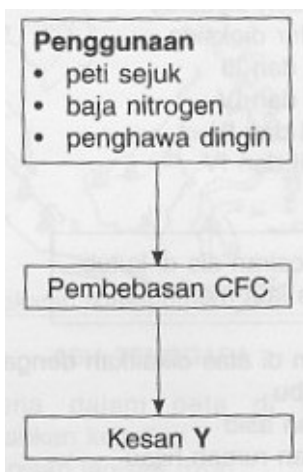 Penggunaan
• peti sejuk
• baja nitrogen
• penghawa dingin
Pembebasan CFC
Kesan Y